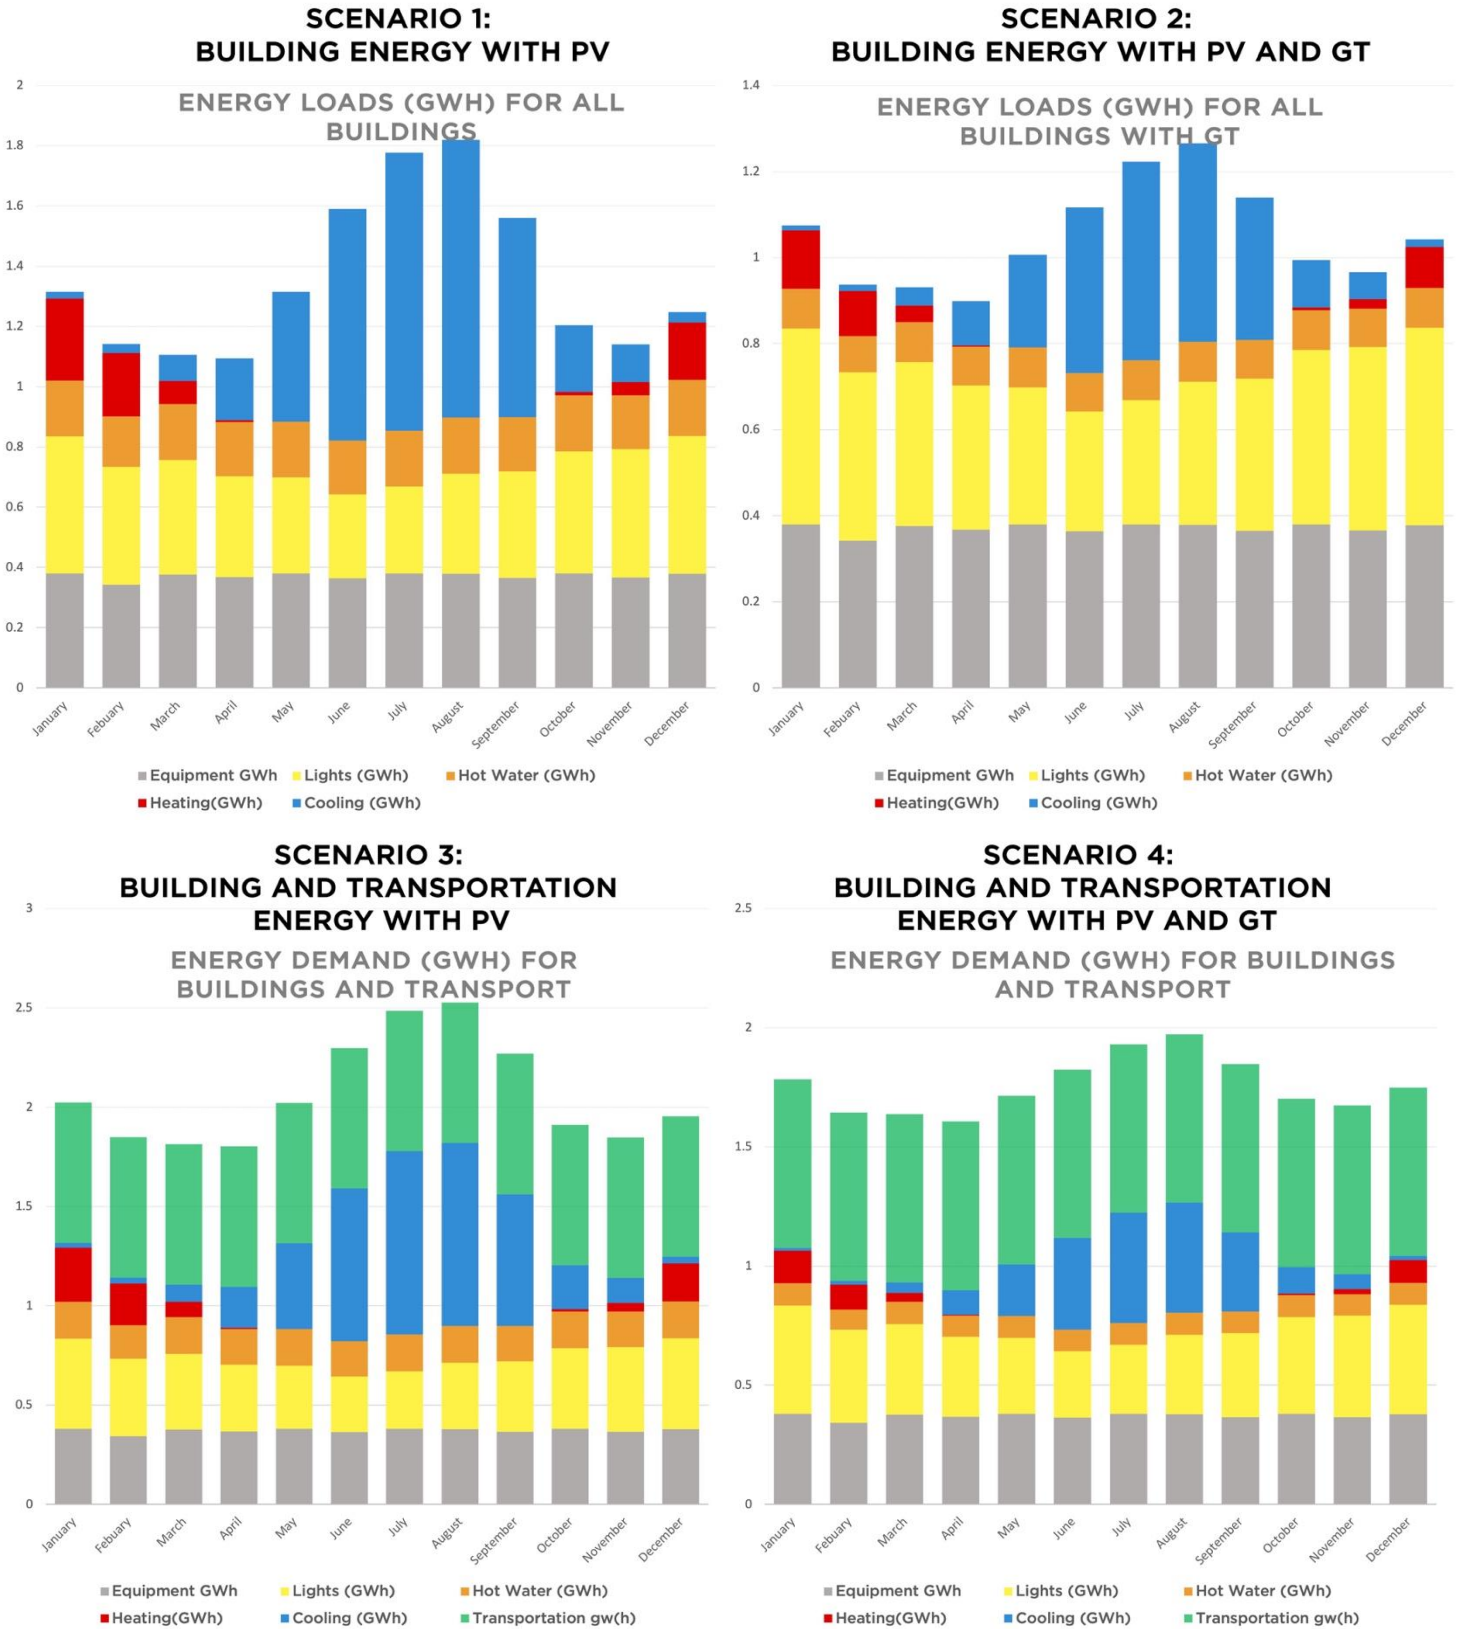 SCENARIO 1:
BUILDING ENERGY WITH PV
ENERGY LOADS (GWH) FOR ALL
BUILDINGS
2
1.8
1.6
1.4
1.2
1
0.8
0.6
0.4
0.2
0
January
Febuary
March
April
May
June
July
August
September
October
November
December
Equipment GWh
Lights (GWh)
Hot Water (GWh)
Heating(GWh)
Cooling (GWh)
SCENARIO 2:
BUILDING ENERGY WITH PV AND GT
ENERGY LOADS (GWH) FOR ALL
BUILDINGS WITH GT
1.4
1.2
1
0.8
0.6
0.4
0.2
0
January
Febuary
March
April
May
June
July
August
September
October
November
December
Equipment GWh
Lights (GWh)
Hot Water (GWh)
Heating(GWh)
Cooling (GWh)
SCENARIO 3:
BUILDING AND TRANSPORTATION
ENERGY WITH PV
ENERGY DEMAND (GWH) FOR
BUILDINGS AND TRANSPORT
3
2.5
2
1.5
1
0.5
0
January
Febuary
March
April
May
June
July
August
September
October
November
December
Equipment GWh
Lights (GWh)
Hot Water (GWh)
Heating(GWh)
Cooling (GWh)
Transportation gw(h)
SCENARIO 4:
BUILDING AND TRANSPORTATION
ENERGY WITH PV AND GT
ENERGY DEMAND (GWH) FOR BUILDINGS
AND TRANSPORT
2.5
2
1.5
1
0.5
0
January
Febuary
March
April
May
June
July
August
September
October
November
December
Equipment GWh
Lights (GWh)
Hot Water (GWh)
Heating(GWh)
Cooling (GWh)
Transportation gw(h)